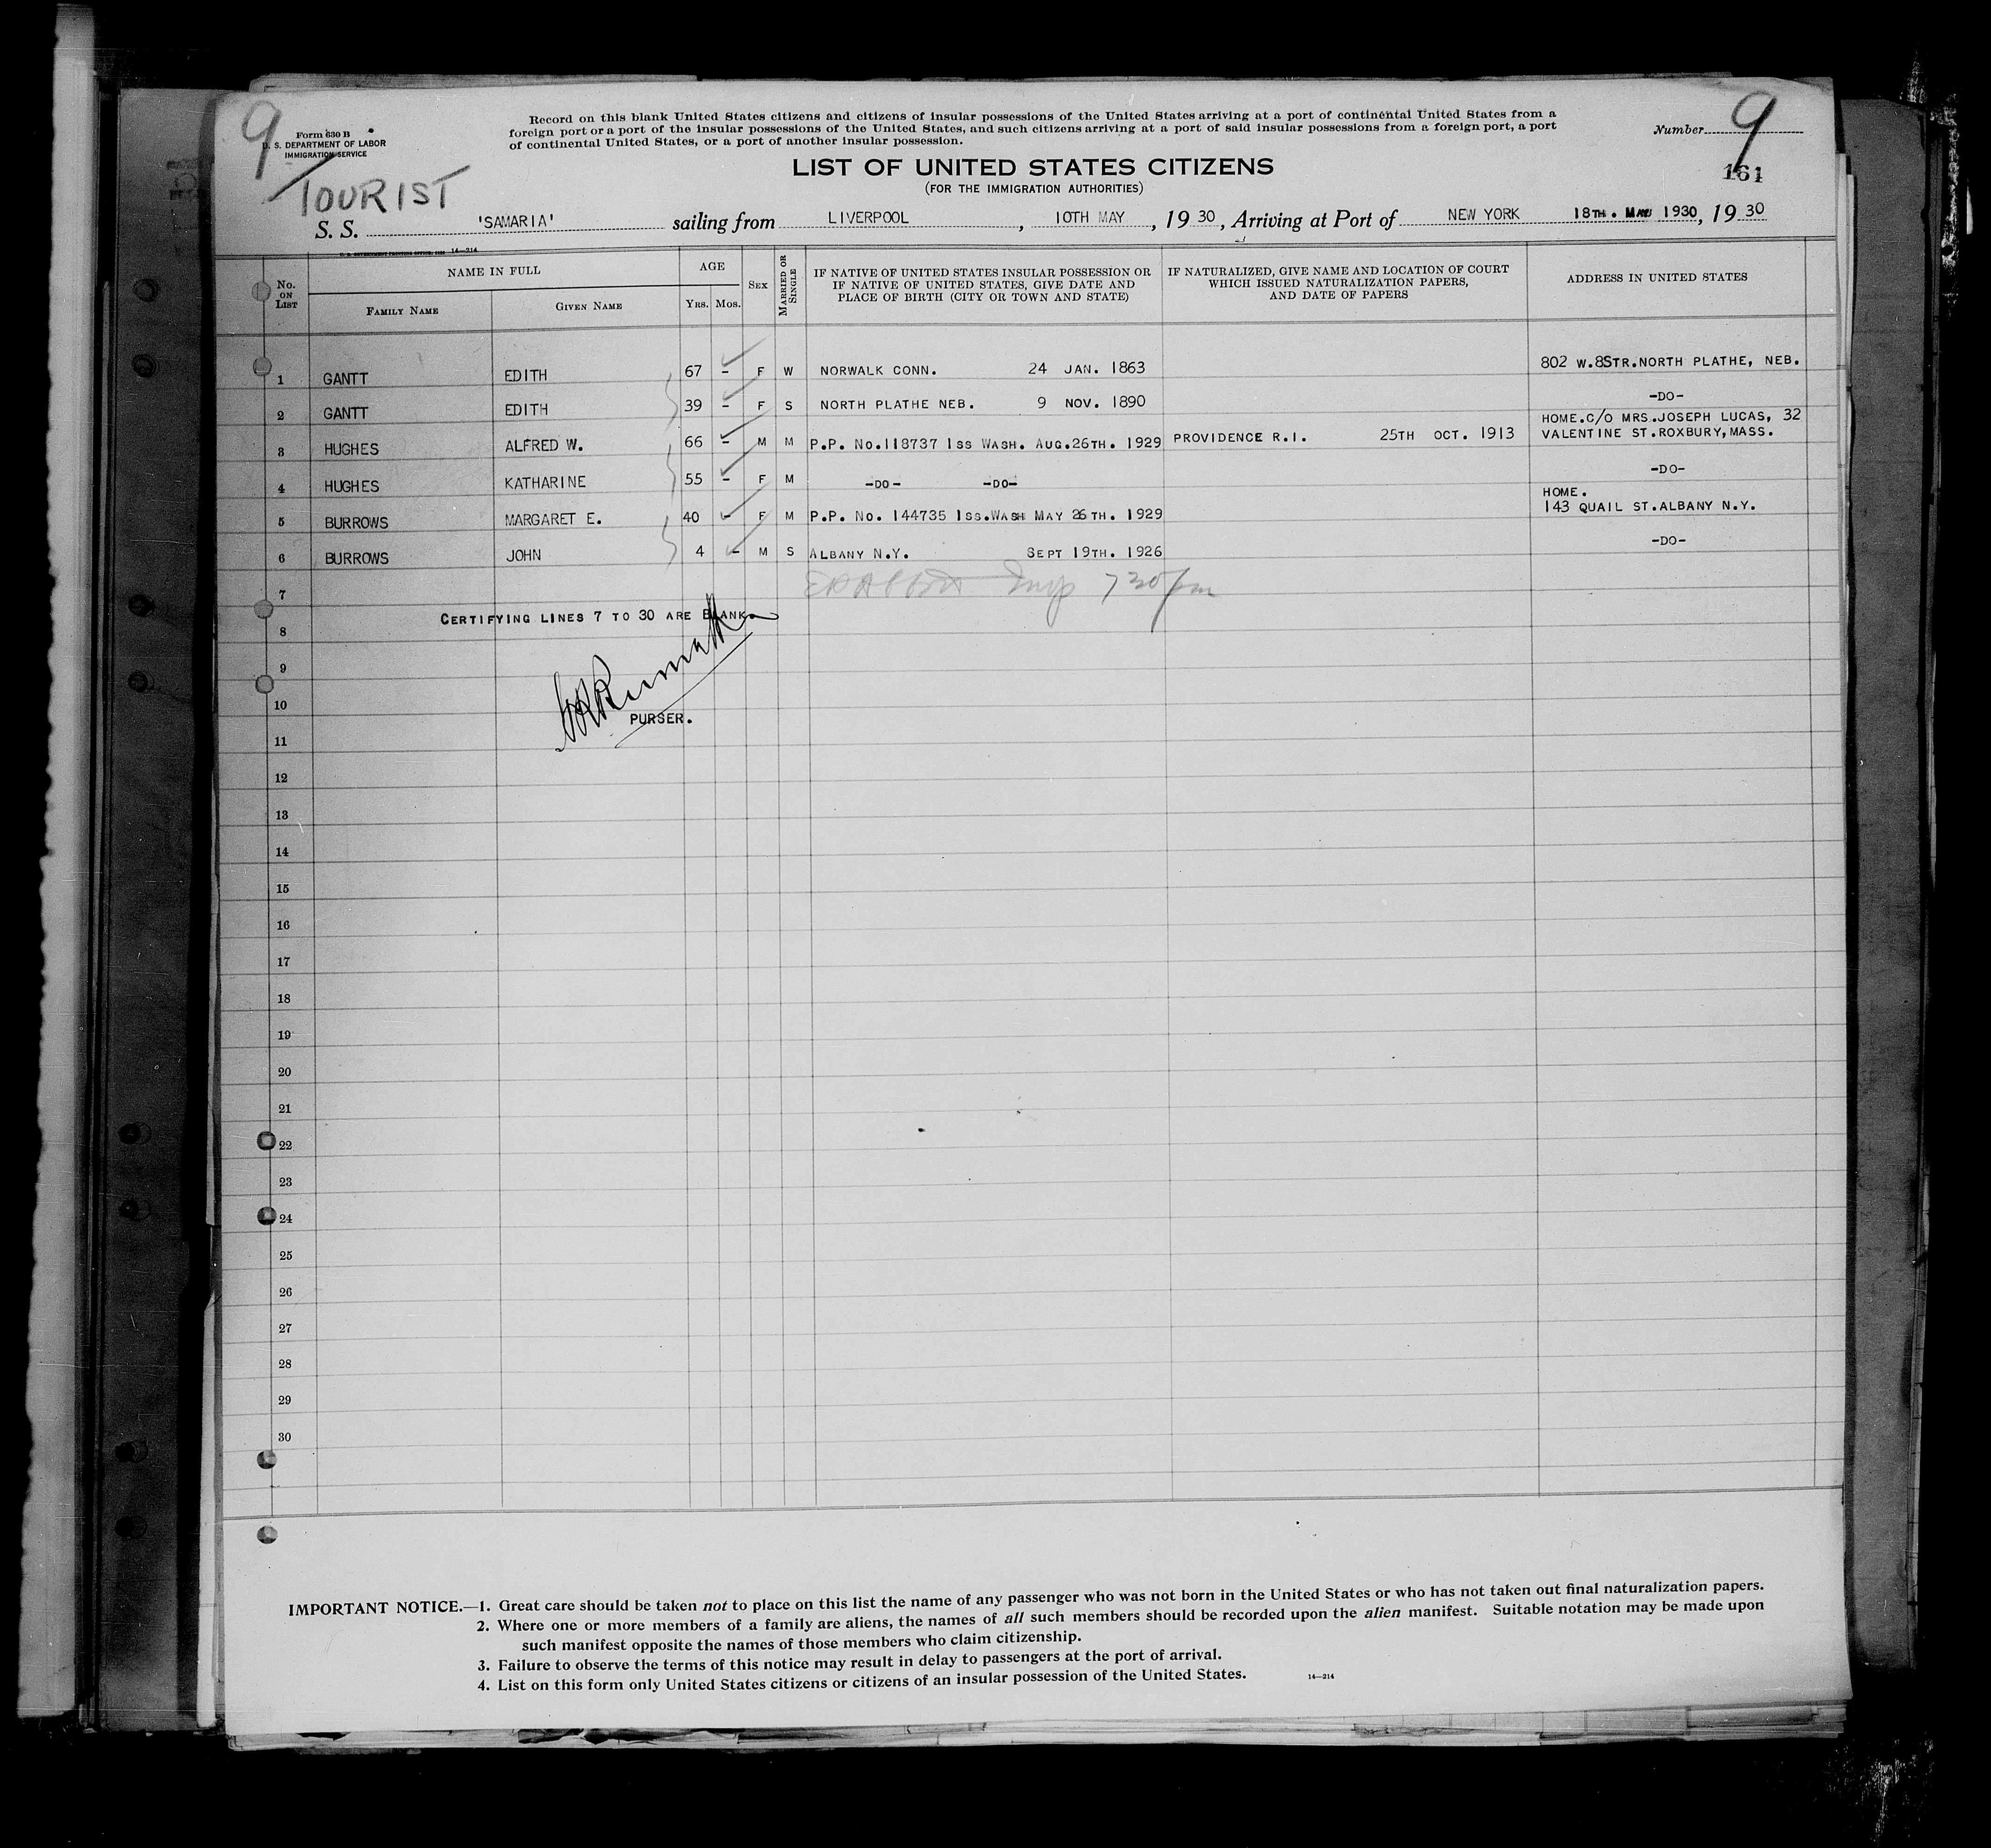 9
9
Form 630 B
U. S. DEPARTMENT OF LABOR
IMMIGRATION SERVICE
Record on this blank United States citizens and citizens of insular possessions of the United States arriving at a port of continental United States from a
foreign port or a port of the insular possessions of the United States, and such citizens arriving at a port of said insular possessions from a foreign port, a port
of continental United States, or a port of another insular possession.
Number
LIST OF UNITED STATES CITIZENS
(FOR THE IMMIGRATION AUTHORITIES)
161
TOURIST
S. S. 'SAMARIA' sailing from LIVERPOOL, 10TH MAY, 19 30, Arriving at Port of NEW YORK 18TH. MAY 1930, 19 30
14—214
No. ON LIST
NAME IN FULL
FAMILY NAME
GIVEN NAME
AGE
YRS. MOS.
SEX
MARRIED OR SINGLE
IF NATIVE OF UNITED STATES INSULAR POSSESSION OR
IF NATIVE OF UNITED STATES, GIVE DATE AND
PLACE OF BIRTH (CITY OR TOWN AND STATE)
IF NATURALIZED, GIVE NAME AND LOCATION OF COURT
WHICH ISSUED NATURALIZATION PAPERS,
AND DATE OF PAPERS
ADDRESS IN UNITED STATES
1 GANTT EDITH 67 - F W NORWALK CONN. 24 JAN. 1863 802 W.8STR.NORTH PLATHE, NEB.
2 GANTT EDITH 39 - F S NORTH PLATHE NEB. 9 NOV. 1890 -DO-
3 HUGHES ALFRED W. 66 - M M P.P. NO.118737 ISS WASH. AUG.26TH. 1929 PROVIDENCE R.I. 25TH OCT. 1913 HOME.C/O MRS.JOSEPH LUCAS, 32
VALENTINE ST.ROXBURY,MASS.
4 HUGHES KATHARINE 55 - F M -DO- -DO- -DO-
5 BURROWS MARGARET E. 40 - F M P.P. NO. 144735 ISS.WASH MAY 26TH. 1929 HOME.
143 QUAIL ST.ALBANY N.Y.
6 BURROWS JOHN 4 - M S ALBANY N.Y. SEPT 19TH. 1926 -DO-
7
730 pm
CERTIFYING LINES 7 TO 30 ARE BLANK
8
9
10
PURSER.
11
12
13
14
15
16
17
18
19
20
21
22
23
24
25
26
27
28
29
30
IMPORTANT NOTICE.—1. Great care should be taken not to place on this list the name of any passenger who was not born in the United States or who has not taken out final naturalization papers.
2. Where one or more members of a family are aliens, the names of all such members should be recorded upon the alien manifest. Suitable notation may be made upon
such manifest opposite the names of those members who claim citizenship.
3. Failure to observe the terms of this notice may result in delay to passengers at the port of arrival.
4. List on this form only United States citizens or citizens of an insular possession of the United States.
14—214